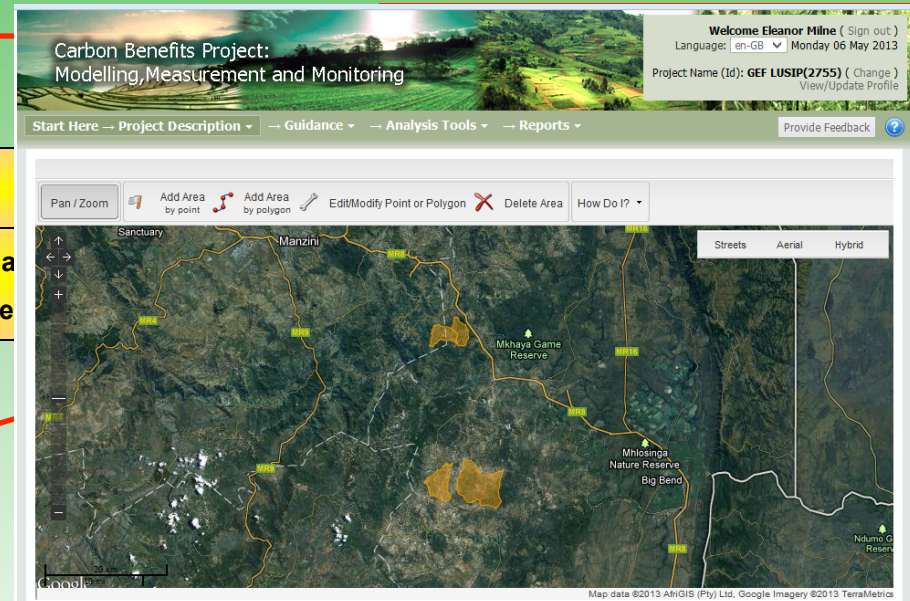 Carbon Benefits Project:
Modelling,Measurement and Monitoring
Welcome Eleanor Milne ( Sign out )
Language: en-GB Monday 06 May 2013
Project Name (Id): GEF LUSIP(2755) ( Change )
View/Update Profile
Start Here → Project Description → Guidance → Analysis Tools → Reports
Provide Feedback ?
Pan / Zoom
Add Area
by point
Add Area
by polygon
Edit/Modify Point or Polygon
Delete Area
How Do I?
a
e
Streets Aerial Hybrid
Sanctuary
Manzini
MR16
MR8
MR4
MR9
Mkhaya Game
Reserve
MR16
MR8
Mhlosinga
Nature Reserve
Big Bend
MR9
MR8
Ndumo G
Reserv
20 km
Google
Map data ©2013 AfriGIS (Pty) Ltd, Google Imagery ©2013 TerraMetrics